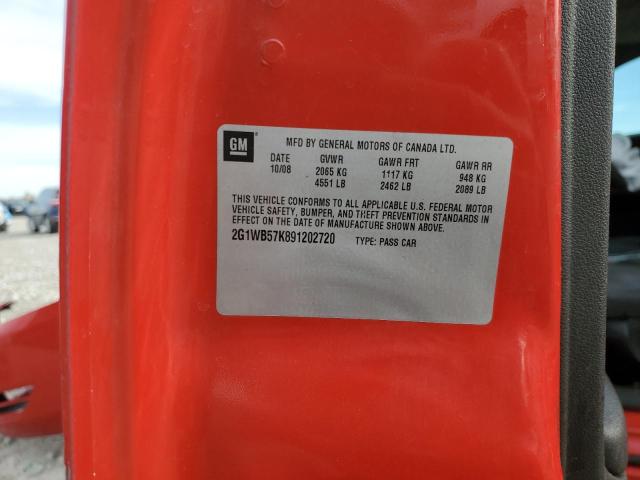 GM
MFD BY GENERAL MOTORS OF CANADA LTD.
DATE GVWR GAWR FRT GAWR RR
10/08 2065 KG 1117 KG 948 KG
4551 LB 2462 LB 2089 LB
THIS VEHICLE CONFORMS TO ALL APPLICABLE U.S. FEDERAL MOTOR
VEHICLE SAFETY, BUMPER, AND THEFT PREVENTION STANDARDS IN
EFFECT ON THE DATE OF MANUFACTURE SHOWN ABOVE.
2G1WB57K891202720 TYPE: PASS CAR